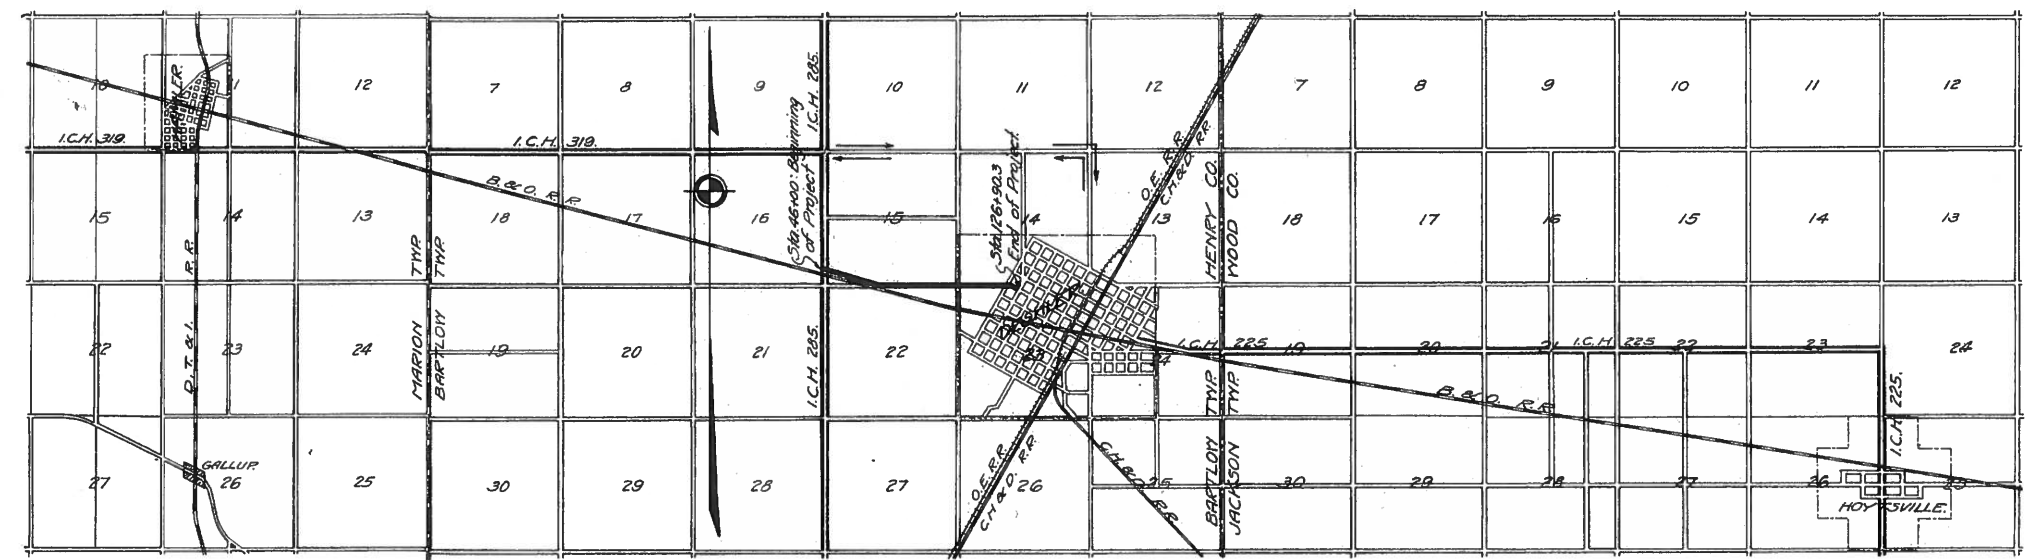 10 11 12 7 8 9 10 11 12 7 8 9 10 11 12
HAMLER.
I.C.H. 319.
I.C.H. 319.
I.C.H. 285.
Sta. 46+00: Beginning
of Project
Sta. 126+90.3
End of Project.
O.E. R.R.
C.H. & D. R.R.
HENRY CO.
WOOD CO.
B. & O. R. R.
15 14 13 18 17 16 15 14 13 18 17 16 15 14 13
D. T. & I. R. R.
MARION TWP.
BARTLOW TWP.
I.C.H. 285.
DESHLER.
22 23 24 19 20 21 22 23 24 19 20 21 22 23 24
I.C.H. 225
I.C.H. 225
I.C.H. 225.
B. & O. R.R.
BARTLOW TWP.
JACKSON TWP.
GALLUP.
O.E. R.R.
C.H. & D. R.R.
C.H. & D. R.R.
27 26 25 30 29 28 27 26 25 30 29 28 27 26 25
HOYTSVILLE.